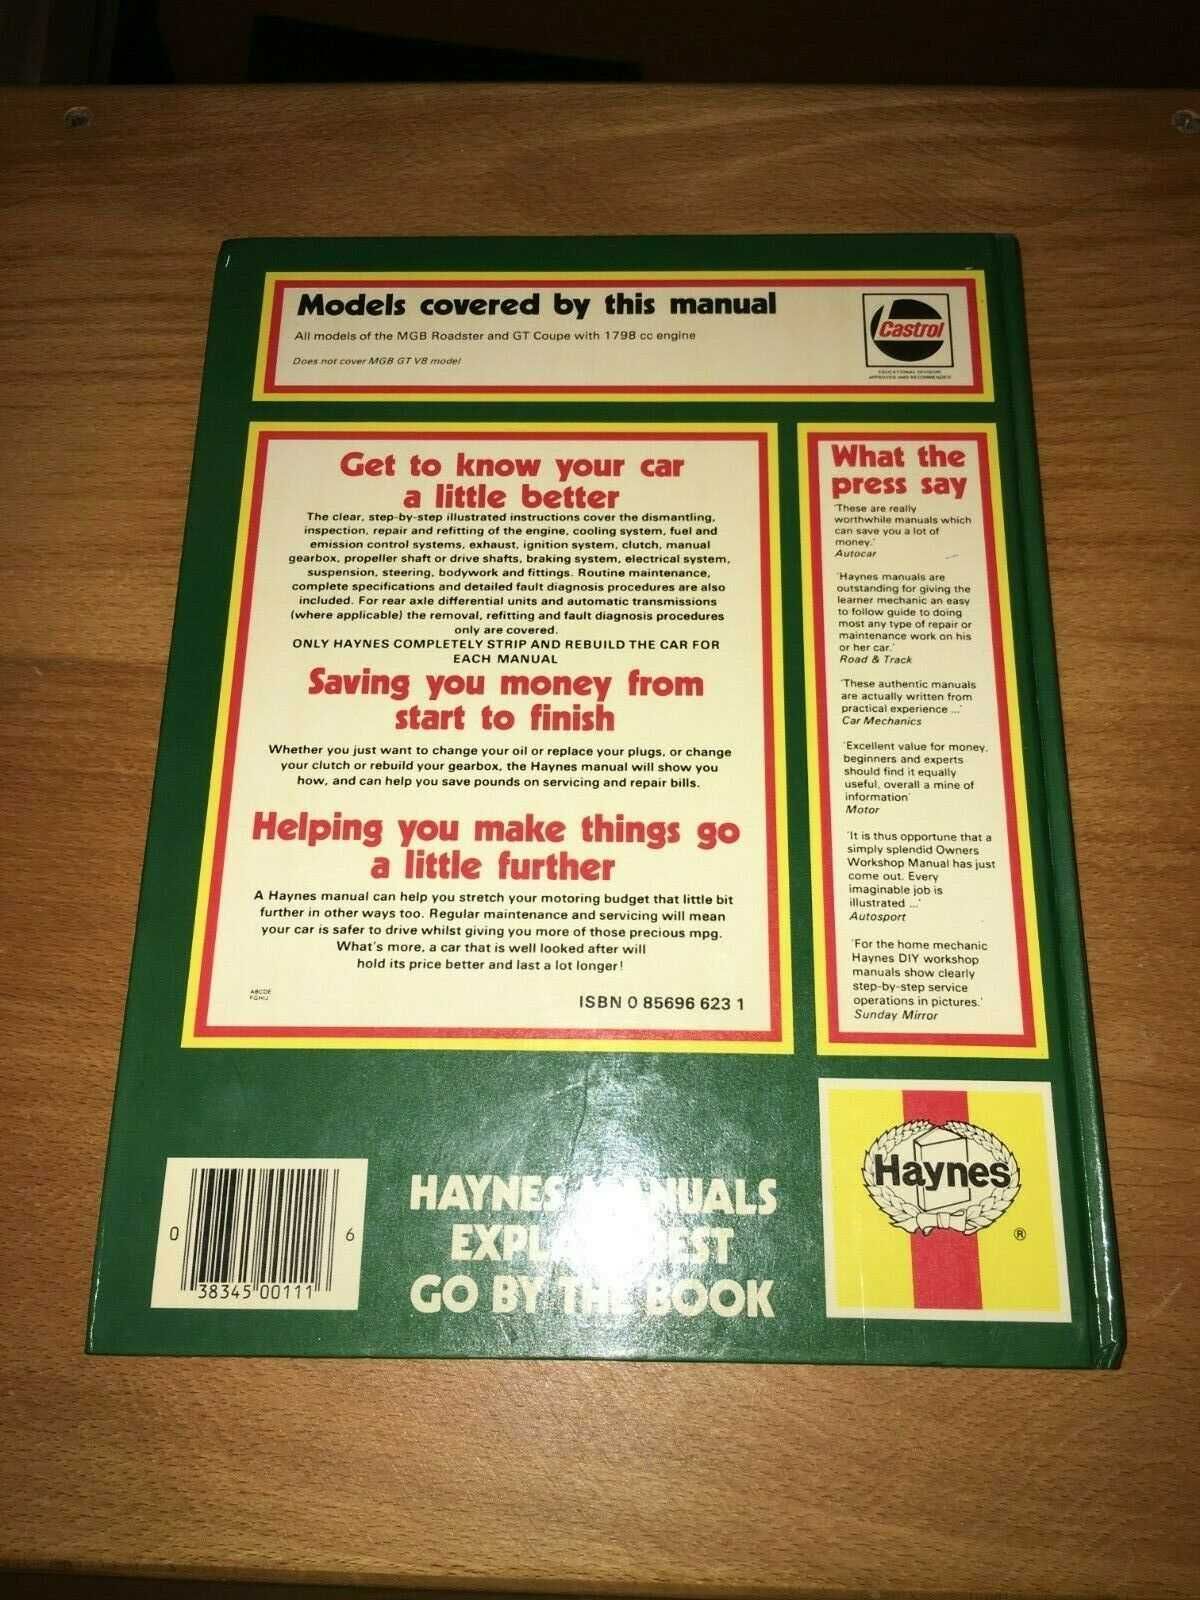 Models covered by this manual
All models of the MGB Roadster and GT Coupe with 1798 cc engine
Does not cover MGB GT V8 model
Castrol
EDUCATIONAL DIVISION
APPROVED AND RECOMMENDED
Get to know your car
a little better
The clear, step-by-step illustrated instructions cover the dismantling,
inspection, repair and refitting of the engine, cooling system, fuel and
emission control systems, exhaust, ignition system, clutch, manual
gearbox, propeller shaft or drive shafts, braking system, electrical system,
suspension, steering, bodywork and fittings. Routine maintenance,
complete specifications and detailed fault diagnosis procedures are also
included. For rear axle differential units and automatic transmissions
(where applicable) the removal, refitting and fault diagnosis procedures
only are covered.
ONLY HAYNES COMPLETELY STRIP AND REBUILD THE CAR FOR
EACH MANUAL
Saving you money from
start to finish
Whether you just want to change your oil or replace your plugs, or change
your clutch or rebuild your gearbox, the Haynes manual will show you
how, and can help you save pounds on servicing and repair bills.
Helping you make things go
a little further
A Haynes manual can help you stretch your motoring budget that little bit
further in other ways too. Regular maintenance and servicing will mean
your car is safer to drive whilst giving you more of those precious mpg.
What's more, a car that is well looked after will
hold its price better and last a lot longer!
ABCDE
FGHIJ
ISBN 0 85696 623 1
What the
press say
'These are really
worthwhile manuals which
can save you a lot of
money.'
Autocar
'Haynes manuals are
outstanding for giving the
learner mechanic an easy
to follow guide to doing
most any type of repair or
maintenance work on his
or her car.'
Road & Track
'These authentic manuals
are actually written from
practical experience ...'
Car Mechanics
'Excellent value for money,
beginners and experts
should find it equally
useful, overall a mine of
information'
Motor
'It is thus opportune that a
simply splendid Owners
Workshop Manual has just
come out. Every
imaginable job is
illustrated ...'
Autosport
'For the home mechanic
Haynes DIY workshop
manuals show clearly
step-by-step service
operations in pictures.'
Sunday Mirror
Haynes
®
0 38345 00111 6
HAYNES MANUALS
EXPLAIN BEST
GO BY THE BOOK